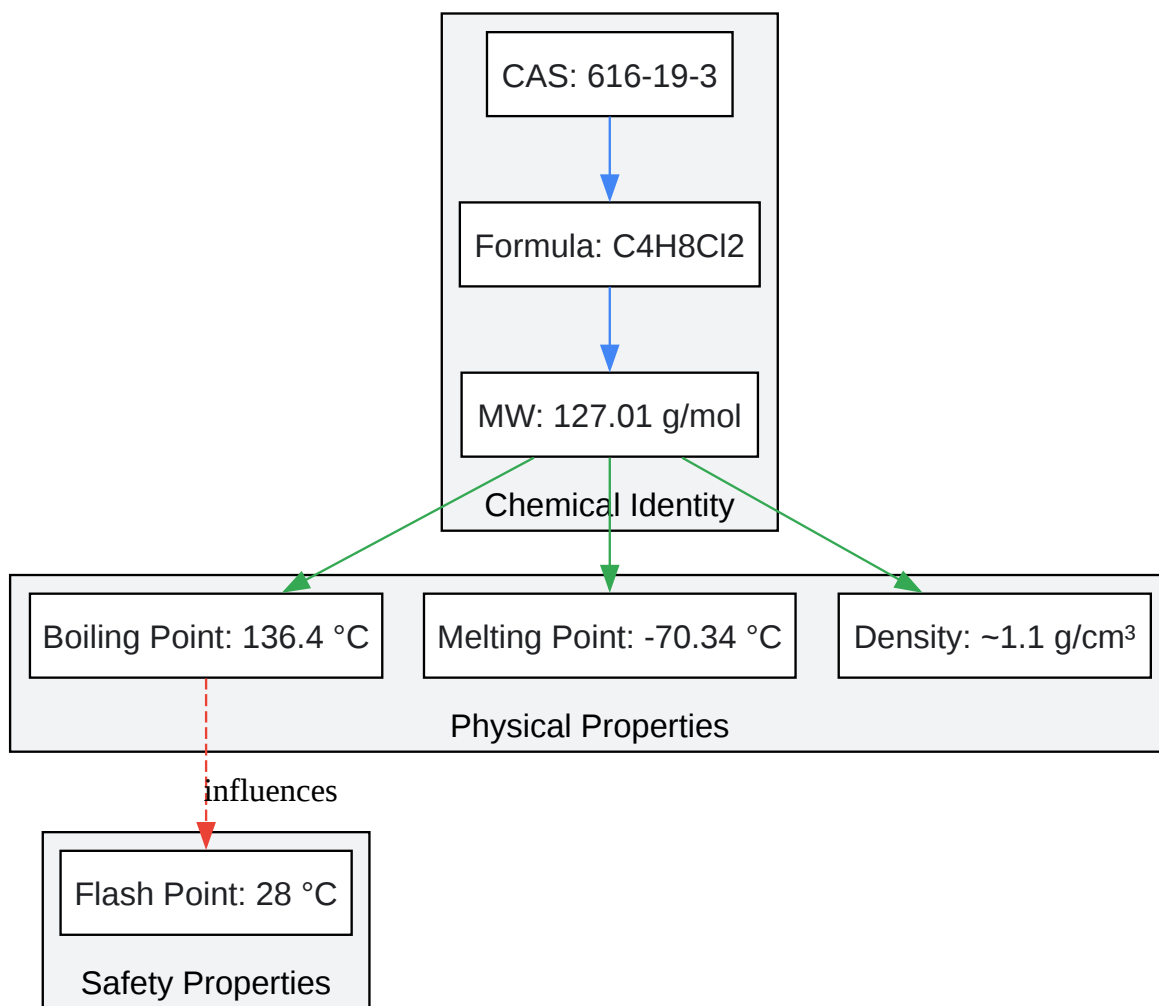 CAS: 616-19-3
Formula: C4H8Cl2
MW: 127.01 g/mol
Chemical Identity
Boiling Point: 136.4 °C
Melting Point: -70.34 °C
Density: ~1.1 g/cm³
Physical Properties
influences
Flash Point: 28 °C
Safety Properties